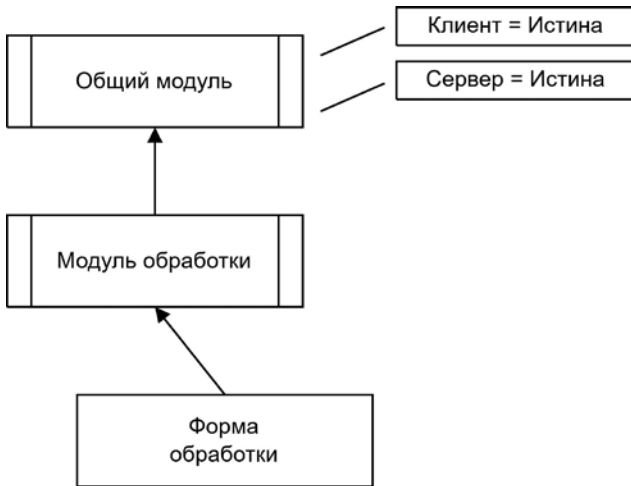 Клиент = Истина
Общий модуль
Сервер = Истина
Модуль обработки
Форма
обработки